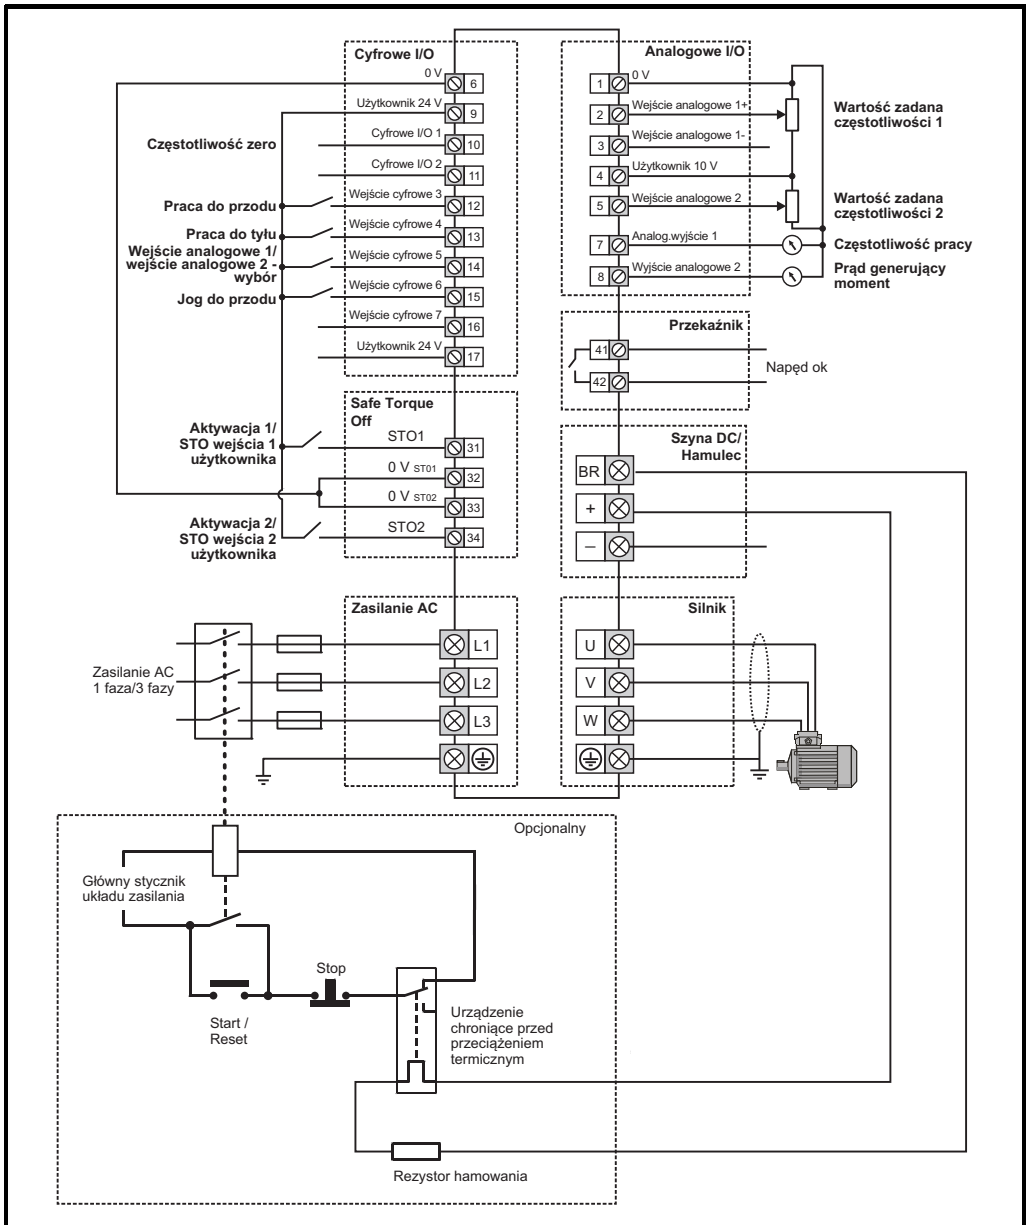 Cyfrowe I/O
0 V
6
Użytkownik 24 V
9
Cyfrowe I/O 1
10
Częstotliwość zero
Cyfrowe I/O 2
11
Wejście cyfrowe 3
12
Praca do przodu
Wejście cyfrowe 4
13
Praca do tyłu
Wejście analogowe 1/
wejście analogowe 2 -
wybór
Wejście cyfrowe 5
14
Wejście cyfrowe 6
15
Jog do przodu
Wejście cyfrowe 7
16
Użytkownik 24 V
17
Analogowe I/O
1
0 V
2
Wejście analogowe 1+
Wartość zadana
częstotliwości 1
3
Wejście analogowe 1-
4
Użytkownik 10 V
5
Wejście analogowe 2
Wartość zadana
częstotliwości 2
7
Analog.wyjście 1
Częstotliwość pracy
8
Wyjście analogowe 2
Prąd generujący
moment
Przekaźnik
41
42
Napęd ok
Safe Torque
Off
Aktywacja 1/
STO wejścia 1
użytkownika
STO1
31
0 V ST01
32
0 V ST02
33
Aktywacja 2/
STO wejścia 2
użytkownika
STO2
34
Szyna DC/
Hamulec
BR
+
–
Zasilanie AC
L1
L2
L3
Zasilanie AC
1 faza/3 fazy
Silnik
U
V
W
Opcjonalny
Główny stycznik
układu zasilania
Stop
Start /
Reset
Urządzenie
chroniące przed
przeciążeniem
termicznym
Rezystor hamowania